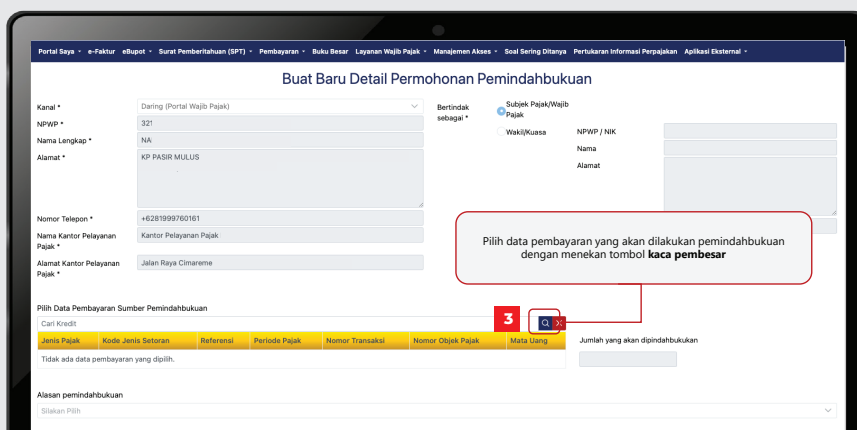 Portal Saya e-Faktur eBupot Surat Pemberitahuan (SPT) Pembayaran Buku Besar Layanan Wajib Pajak Manajemen Akses Soal Sering Ditanya Pertukaran Informasi Perpajakan Aplikasi Eksternal
Buat Baru Detail Permohonan Pemindahbukuan
Kanal *
Daring (Portal Wajib Pajak)
NPWP *
321
Nama Lengkap *
NA
Alamat *
KP PASIR MULUS
Nomor Telepon *
+6281999760161
Nama Kantor Pelayanan
Pajak *
Kantor Pelayanan Pajak
Alamat Kantor Pelayanan
Pajak *
Jalan Raya Cimareme
Bertindak
sebagai *
Subjek Pajak/Wajib
Pajak
Wakil/Kuasa
NPWP / NIK
Nama
Alamat
Pilih data pembayaran yang akan dilakukan pemindahbukuan
dengan menekan tombol kaca pembesar
Pilih Data Pembayaran Sumber Pemindahbukuan
Cari Kredit
3
Jenis Pajak Kode Jenis Setoran Referensi Periode Pajak Nomor Transaksi Nomor Objek Pajak Mata Uang
Tidak ada data pembayaran yang dipilih.
Jumlah yang akan dipindahbukukan
Alasan pemindahbukuan
Silakan Pilih